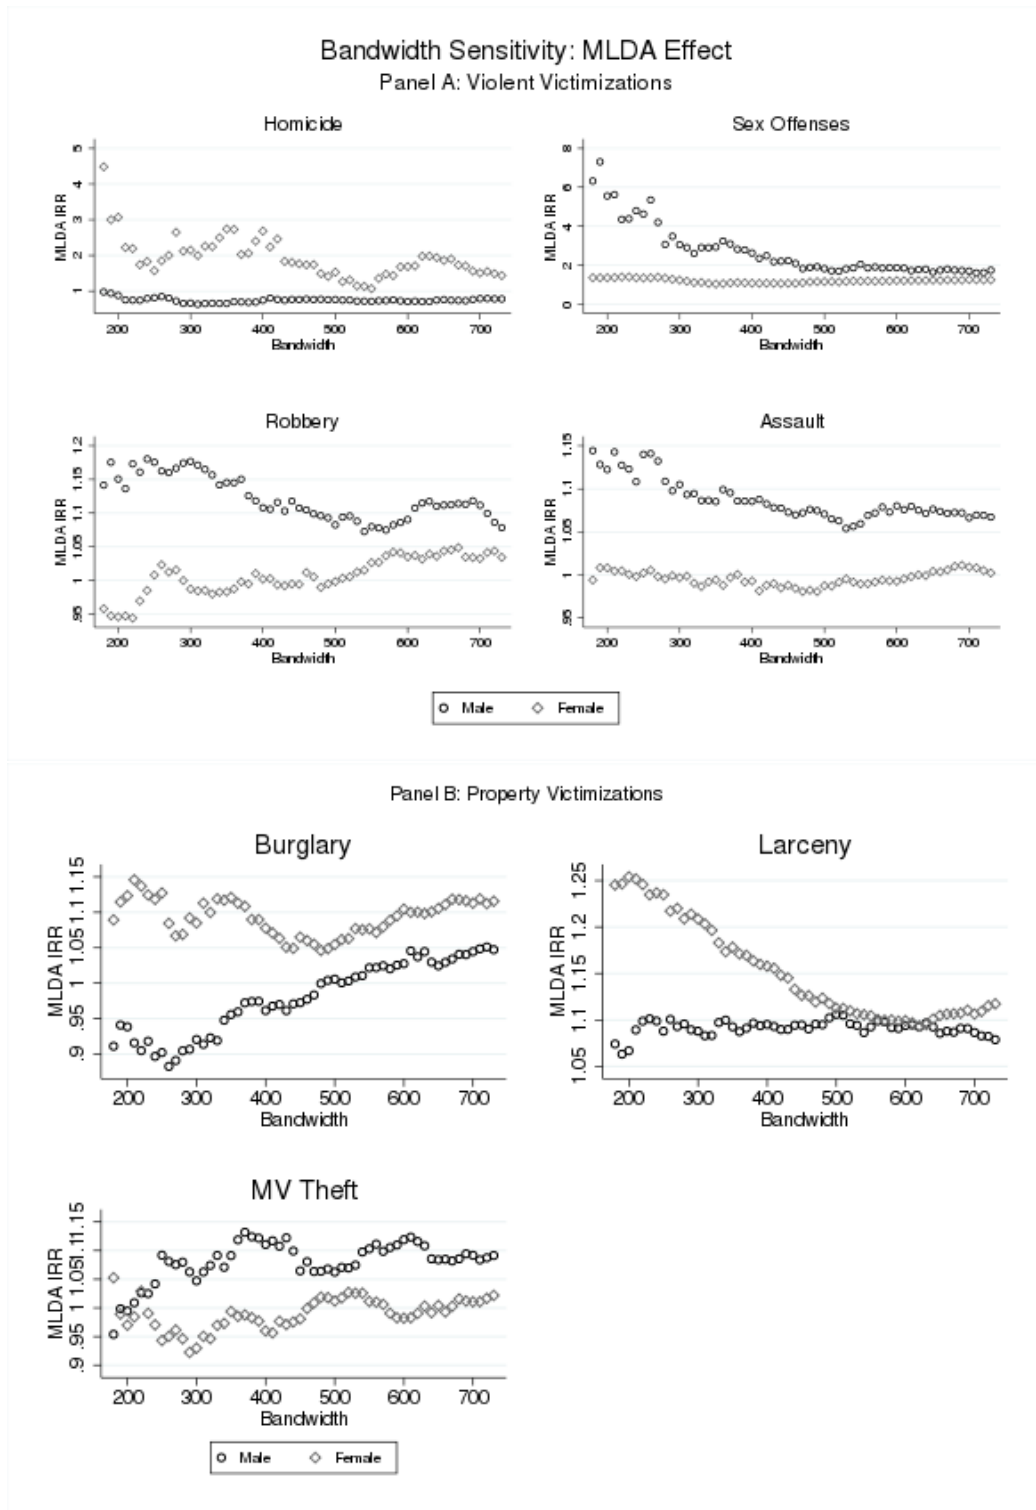 Bandwidth Sensitivity: MLDA Effect
Panel A: Violent Victimizations
Homicide
MLDA IRR
5
4
3
2
1
200 300 400 500 600 700
Bandwidth
Sex Offenses
MLDA IRR
8
6
4
2
0
200 300 400 500 600 700
Bandwidth
Robbery
MLDA IRR
1.2
1.15
1.1
1.05
1
.95
200 300 400 500 600 700
Bandwidth
Assault
MLDA IRR
1.15
1.1
1.05
1
.95
200 300 400 500 600 700
Bandwidth
Male Female
Panel B: Property Victimizations
Burglary
MLDA IRR
1.15
1.1
1.05
1
.95
.9
200 300 400 500 600 700
Bandwidth
Larceny
MLDA IRR
1.25
1.2
1.15
1.1
1.05
200 300 400 500 600 700
Bandwidth
MV Theft
MLDA IRR
1.15
1.1
1.05
1
.95
.9
200 300 400 500 600 700
Bandwidth
Male Female